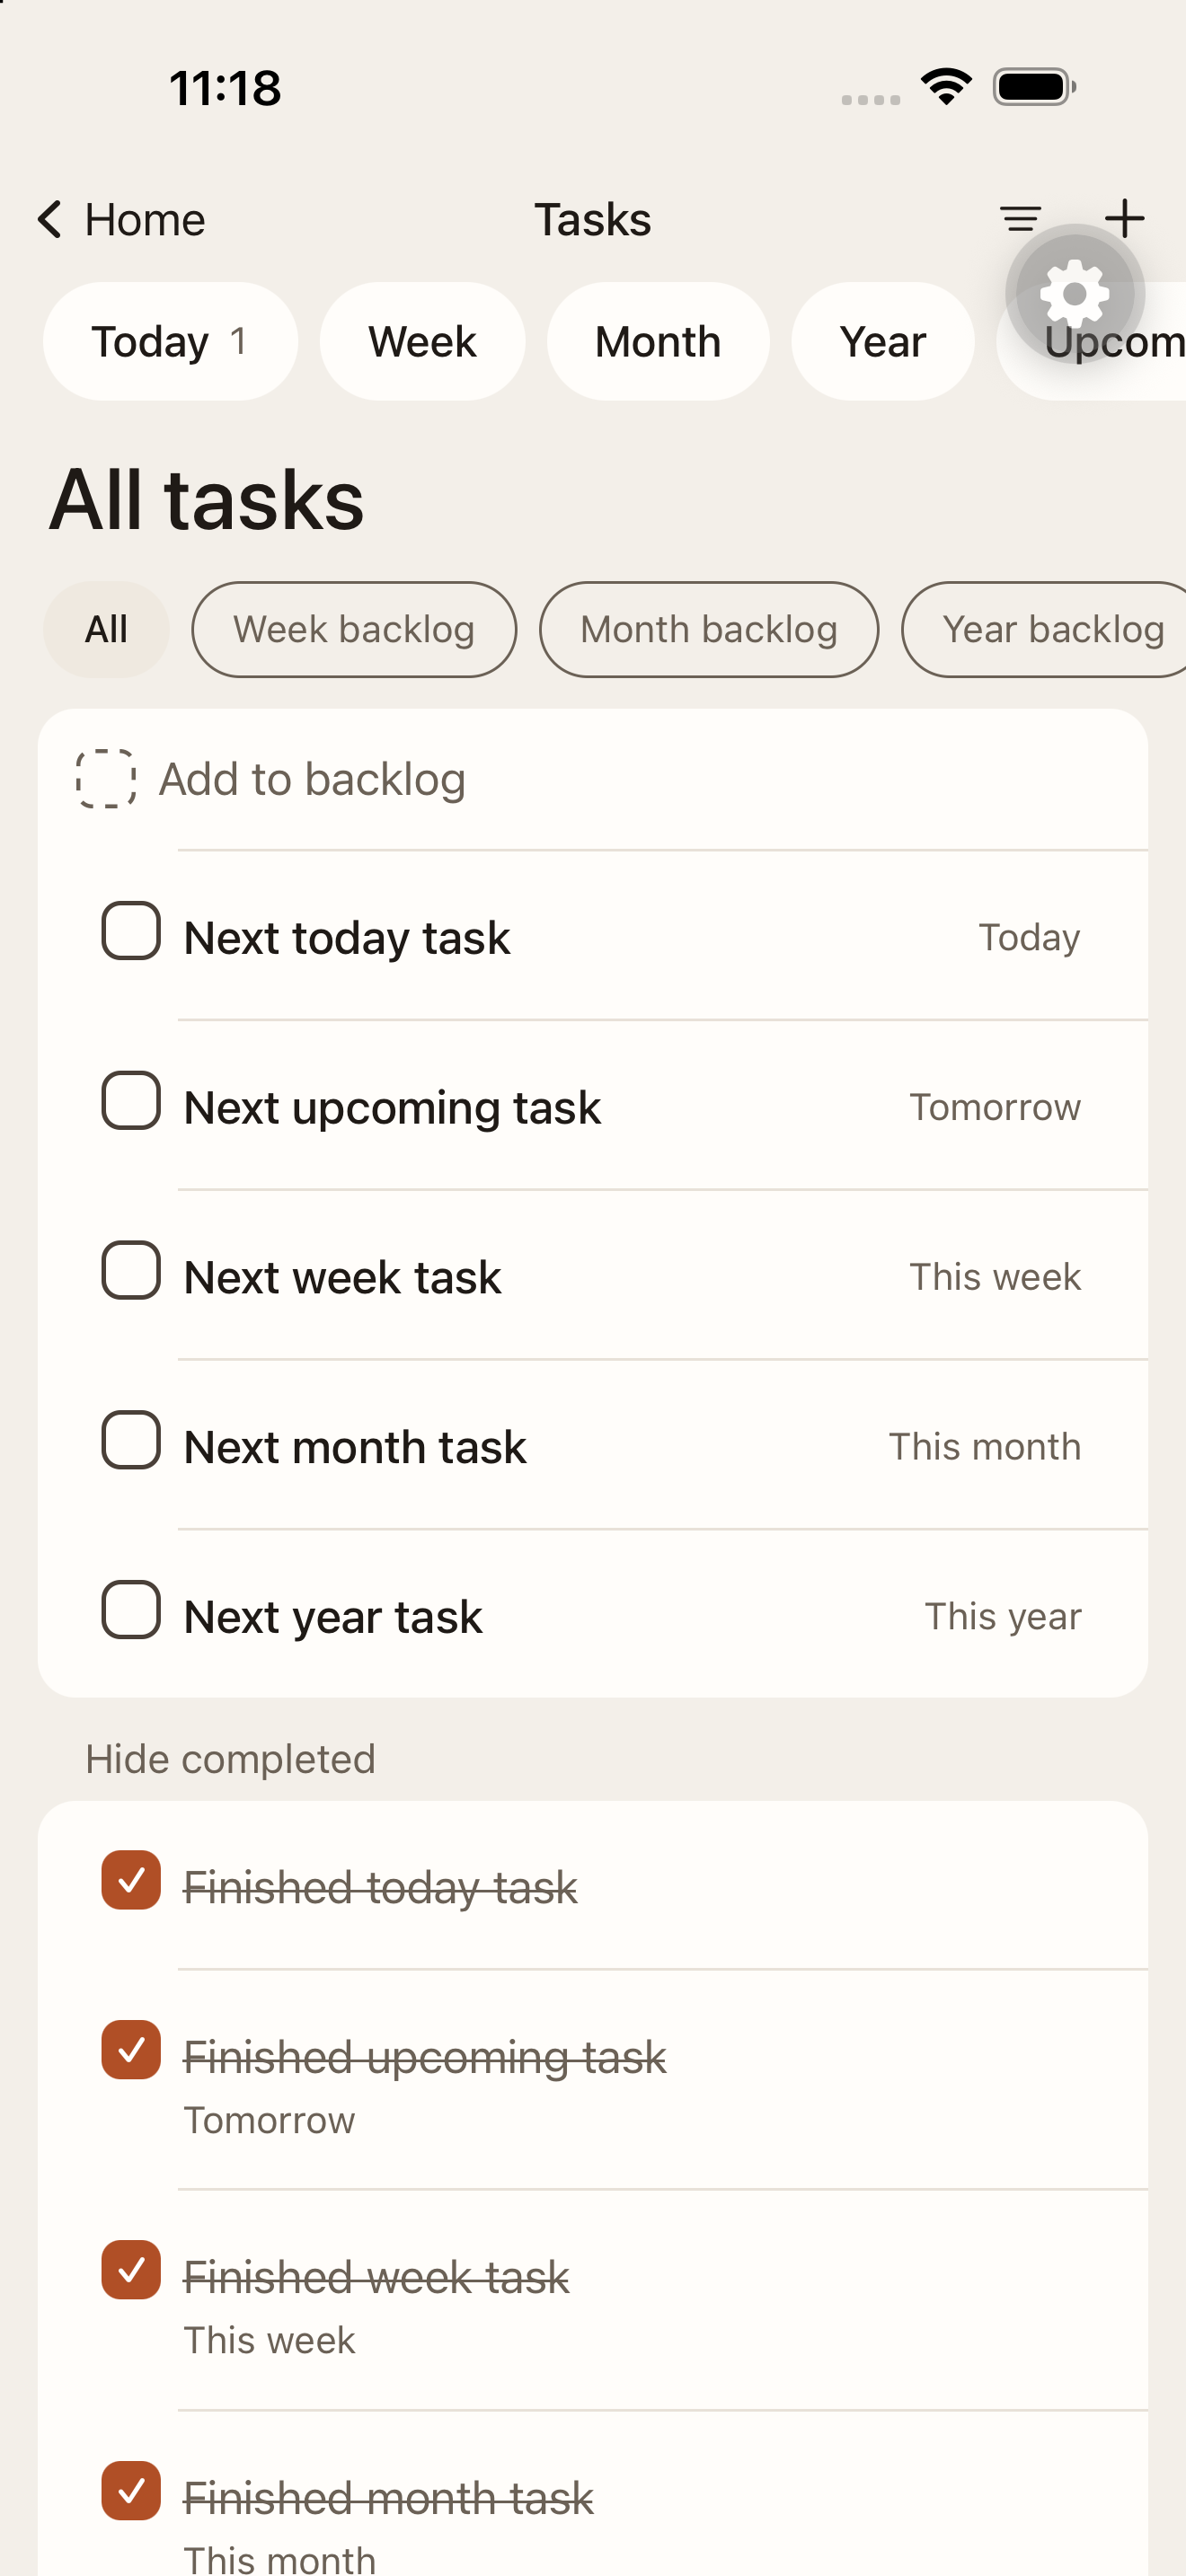 11:18
Home
Tasks
Today 1
Week
Month
Year
Upcom
All tasks
All
Week backlog
Month backlog
Year backlog
Add to backlog
Next today task
Today
Next upcoming task
Tomorrow
Next week task
This week
Next month task
This month
Next year task
This year
Hide completed
Finished today task
Finished upcoming task
Tomorrow
Finished week task
This week
Finished month task
This month